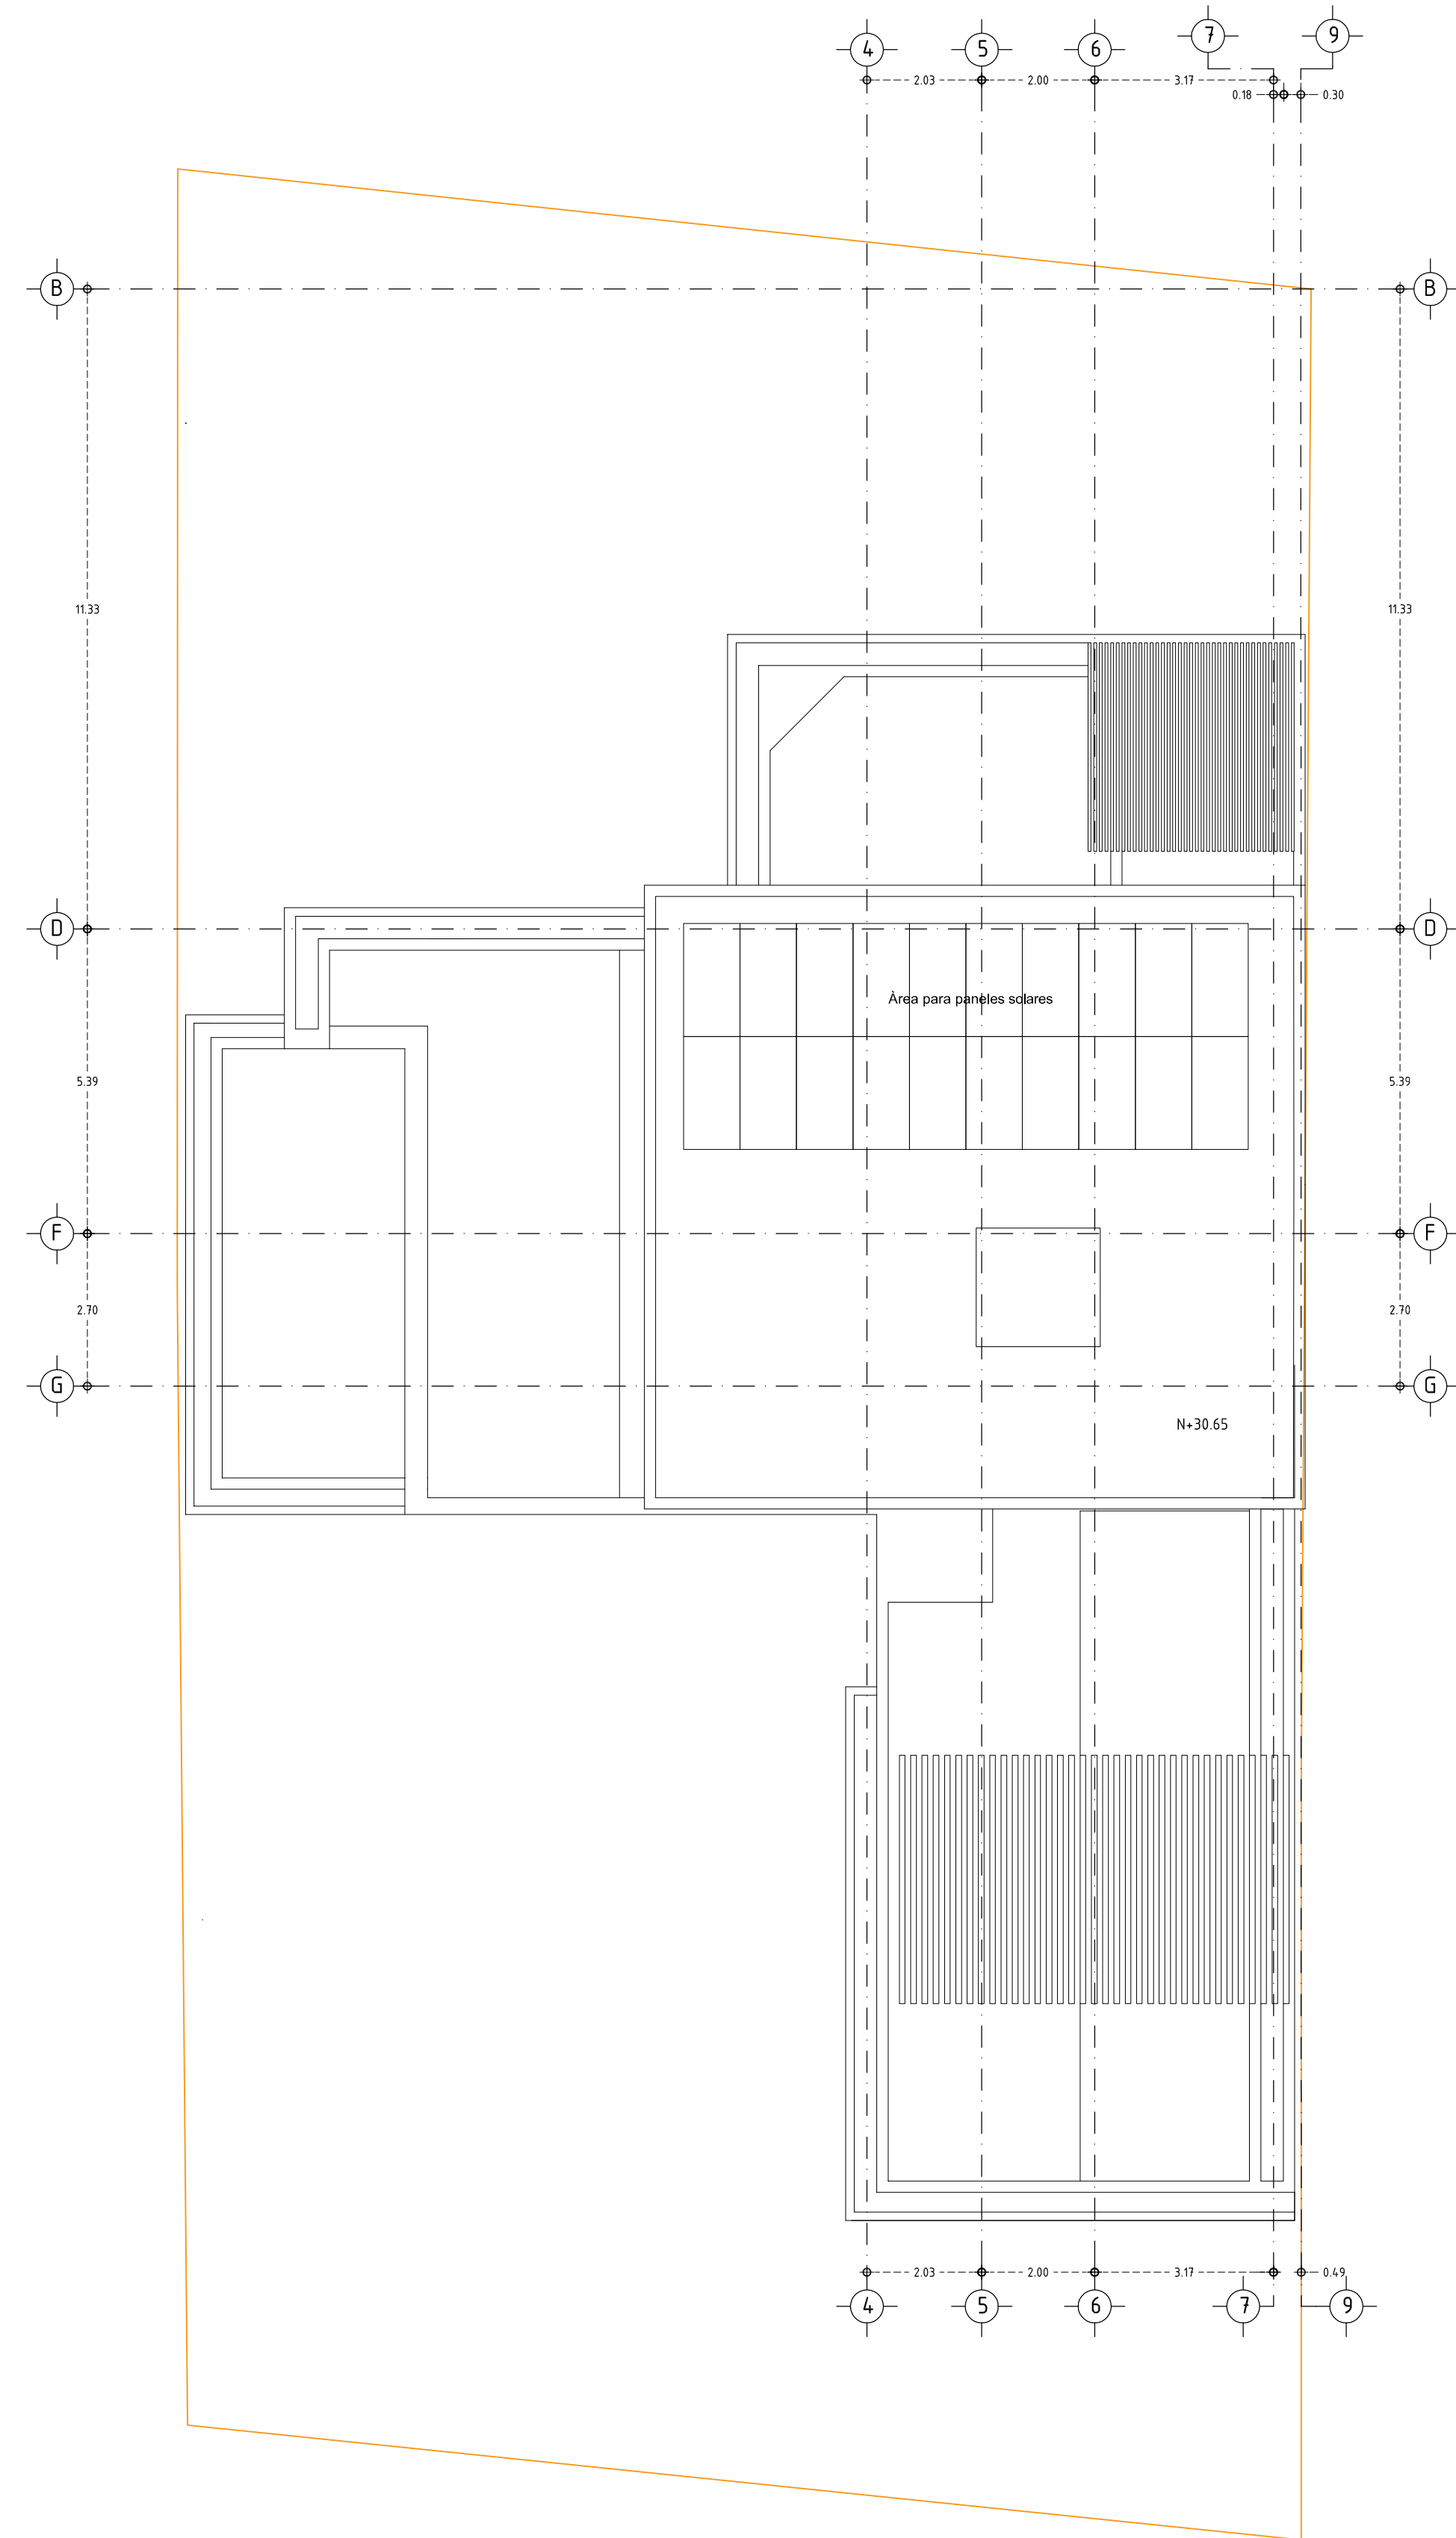 7 9
4 5 6
2.03 2.00 3.17
0.18 0.30
B B
11.33 11.33
D D
Àrea para paneles solares
5.39 5.39
F F
2.70 2.70
G G
N+30.65
2.03 2.00 3.17 0.49
4 5 6 7 9